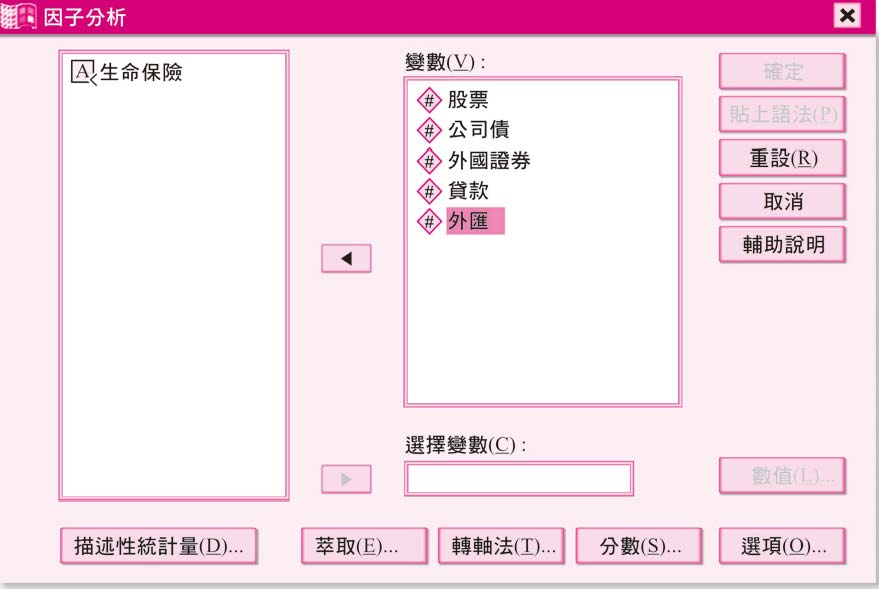 因子分析
A 生命保險
變數(V):
# 股票
# 公司債
# 外國證券
# 貸款
# 外匯
選擇變數(C):
確定
貼上語法(P)
重設(R)
取消
輔助說明
數值(L)...
描述性統計量(D)...
萃取(E)...
轉軸法(T)...
分數(S)...
選項(O)...